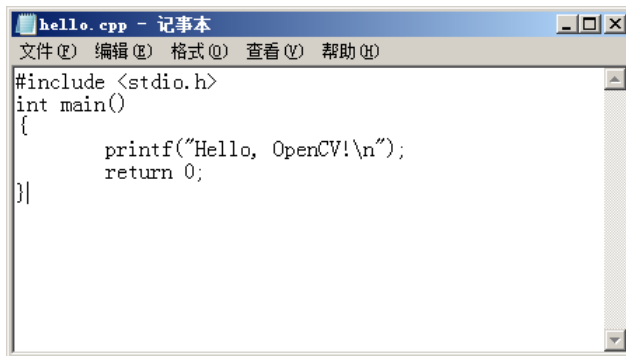 hello.cpp - 记事本
文件(F) 编辑(E) 格式(O) 查看(V) 帮助(H)
#include <stdio.h>
int main()
{
        printf("Hello, OpenCV!\n");
        return 0;
}